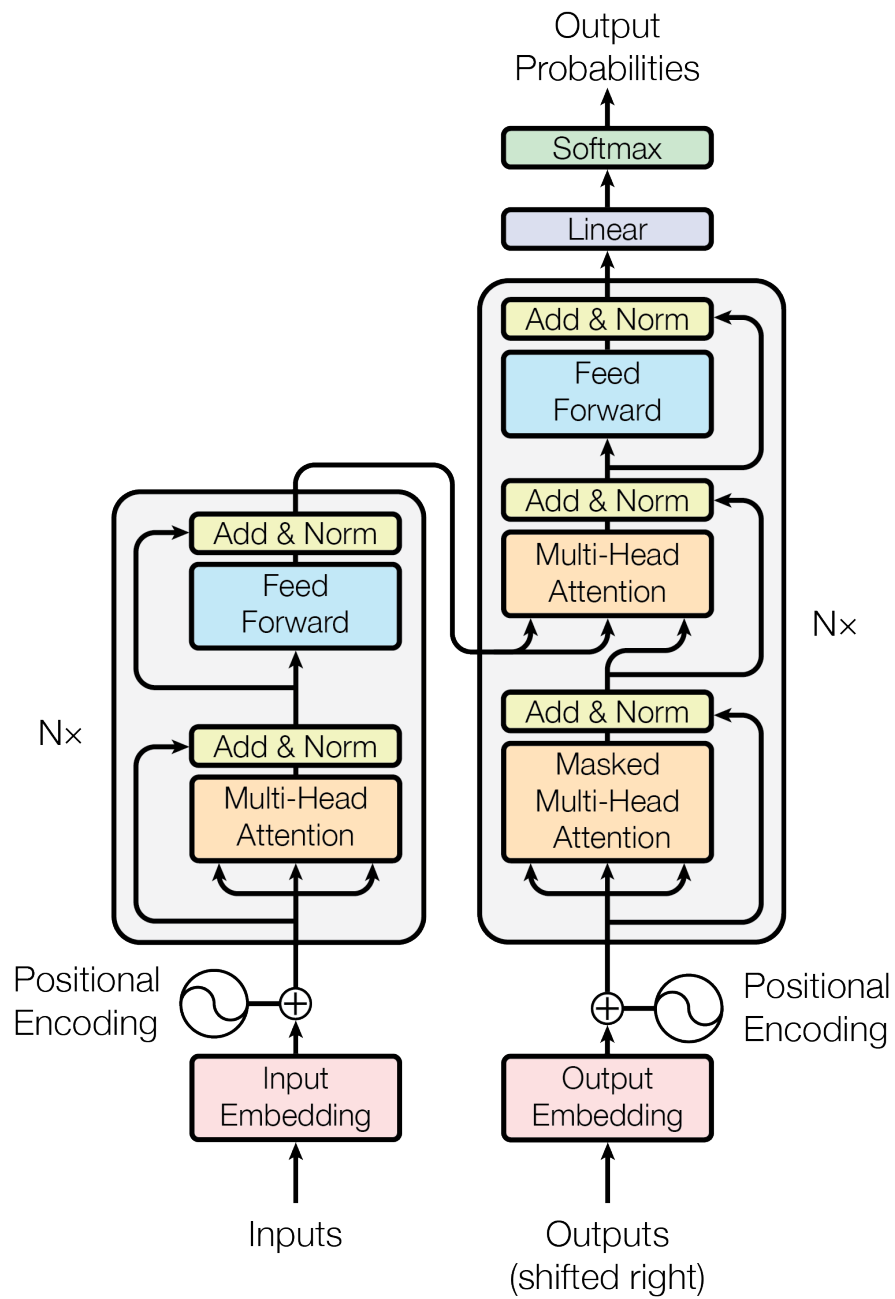 Output
Probabilities
Softmax
Linear
Add & Norm
Feed
Forward
Add & Norm
Multi-Head
Attention
N×
Add & Norm
Masked
Multi-Head
Attention
Add & Norm
Feed
Forward
N×
Add & Norm
Multi-Head
Attention
Positional
Encoding
Positional
Encoding
Input
Embedding
Output
Embedding
Inputs
Outputs
(shifted right)